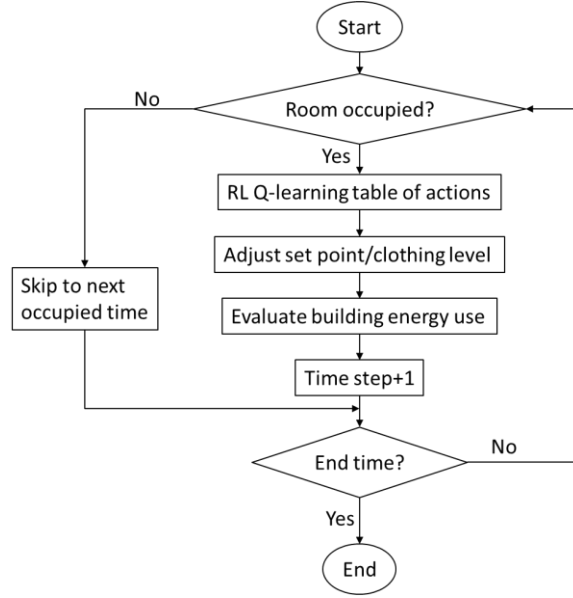 Start
Room occupied?
No
Yes
RL Q-learning table of actions
Adjust set point/clothing level
Skip to next
occupied time
Evaluate building energy use
Time step+1
End time?
No
Yes
End